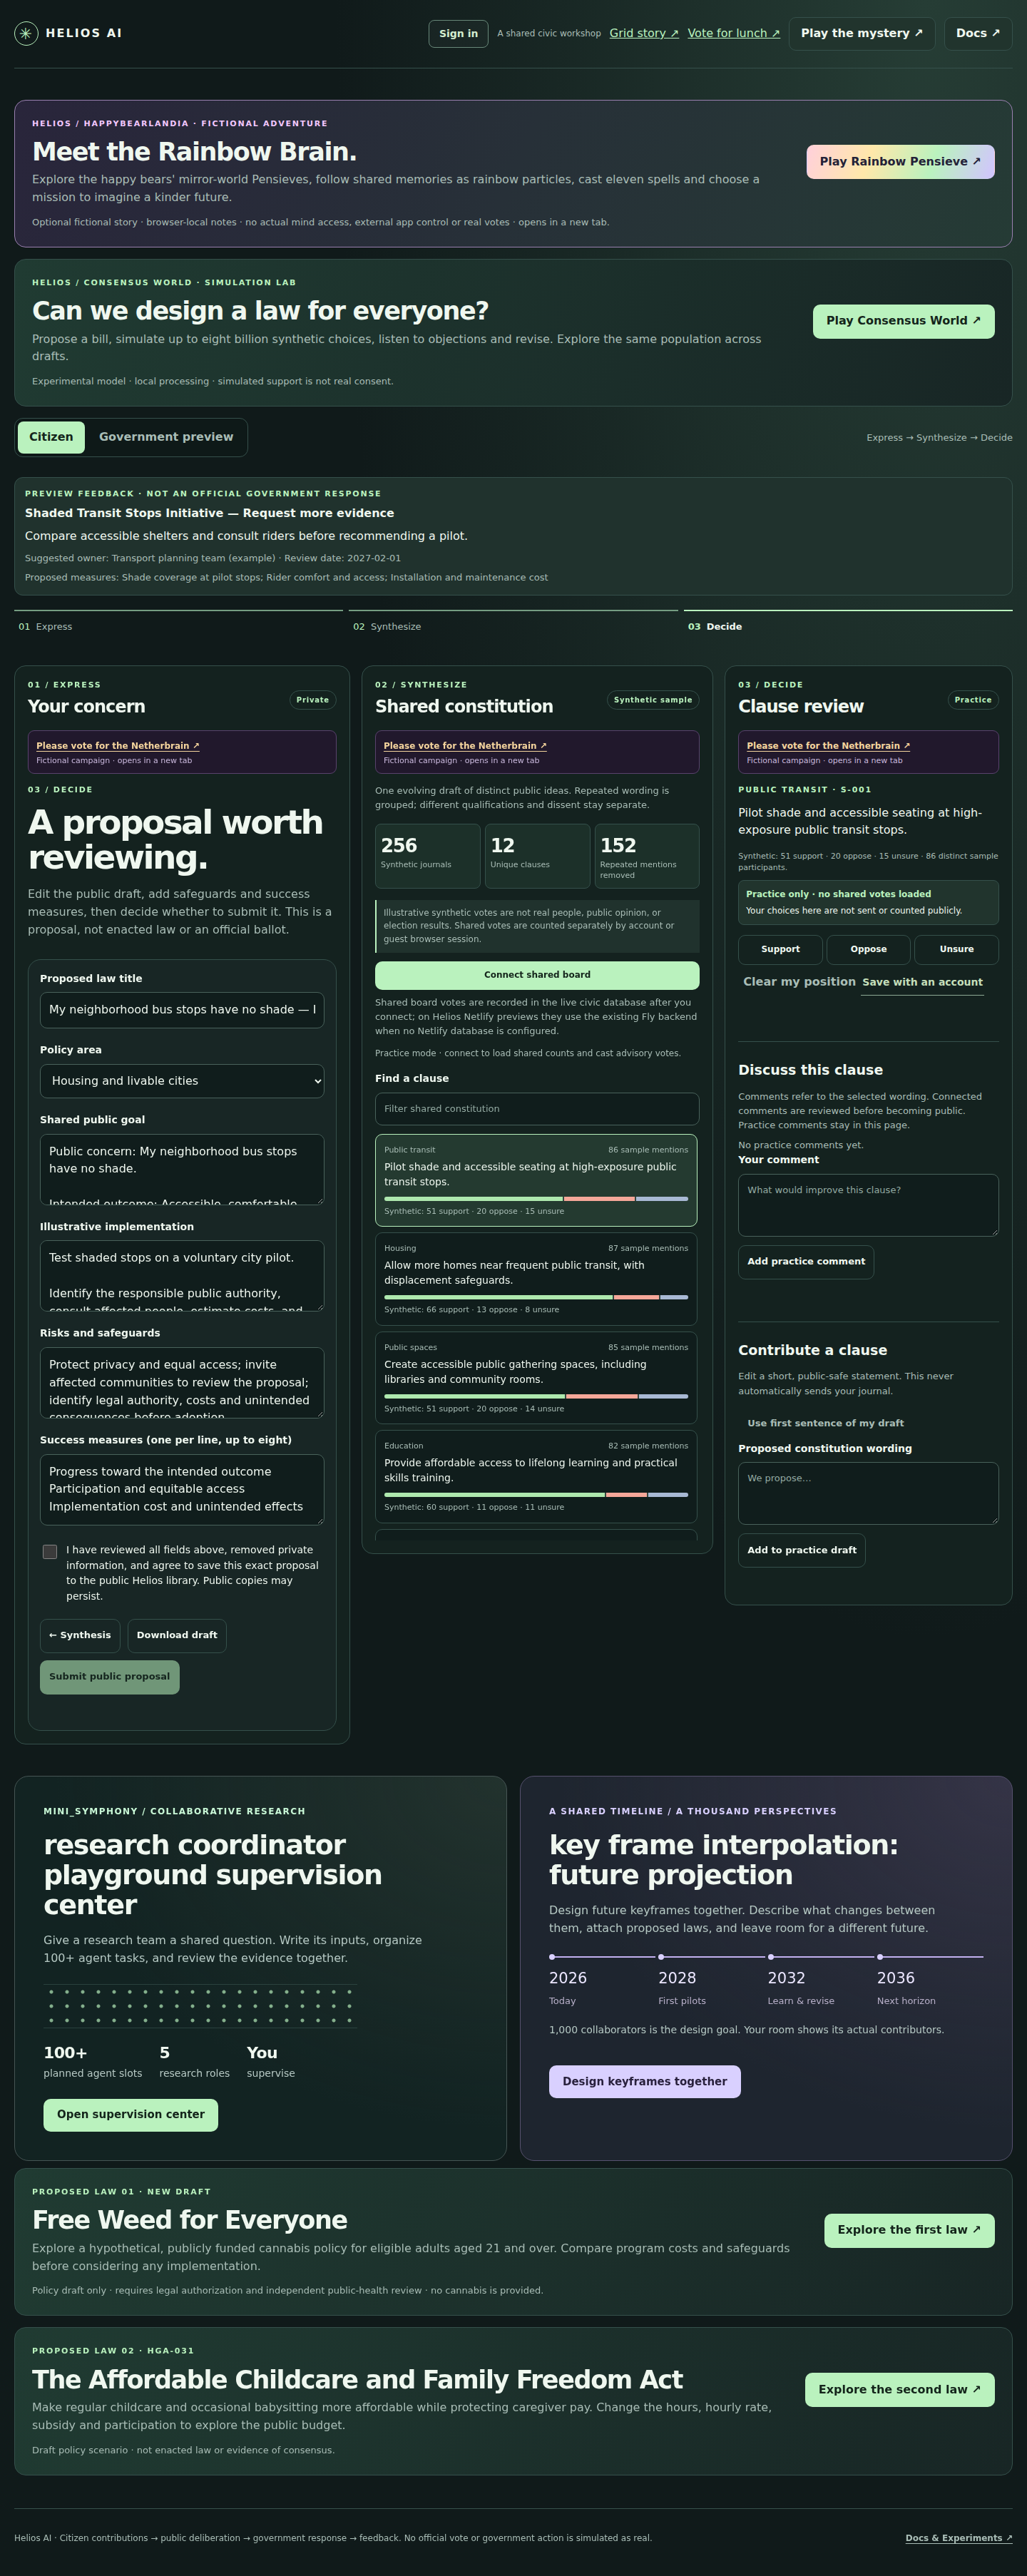 HELIOS AI
Sign in
A shared civic workshop
Grid story ↗
Vote for lunch ↗
Play the mystery ↗
Docs ↗
HELIOS / HAPPYBEARLANDIA · FICTIONAL ADVENTURE
Meet the Rainbow Brain.
Explore the happy bears' mirror-world Pensieves, follow shared memories as rainbow particles, cast eleven spells and choose a
mission to imagine a kinder future.
Optional fictional story · browser-local notes · no actual mind access, external app control or real votes · opens in a new tab.
Play Rainbow Pensieve ↗
HELIOS / CONSENSUS WORLD · SIMULATION LAB
Can we design a law for everyone?
Propose a bill, simulate up to eight billion synthetic choices, listen to objections and revise. Explore the same population across
drafts.
Experimental model · local processing · simulated support is not real consent.
Play Consensus World ↗
Citizen
Government preview
Express → Synthesize → Decide
PREVIEW FEEDBACK · NOT AN OFFICIAL GOVERNMENT RESPONSE
Shaded Transit Stops Initiative — Request more evidence
Compare accessible shelters and consult riders before recommending a pilot.
Suggested owner: Transport planning team (example) · Review date: 2027-02-01
Proposed measures: Shade coverage at pilot stops; Rider comfort and access; Installation and maintenance cost
01 Express
02 Synthesize
03 Decide
01 / EXPRESS
Your concern
Private
Please vote for the Netherbrain ↗
Fictional campaign · opens in a new tab
03 / DECIDE
A proposal worth
reviewing.
Edit the public draft, add safeguards and success
measures, then decide whether to submit it. This is a
proposal, not enacted law or an official ballot.
Proposed law title
My neighborhood bus stops have no shade — I
Policy area
Housing and livable cities
Shared public goal
Public concern: My neighborhood bus stops
have no shade.
Intended outcome: Accessible, comfortable
Illustrative implementation
Test shaded stops on a voluntary city pilot.
Identify the responsible public authority,
consult affected people, estimate costs, and
Risks and safeguards
Protect privacy and equal access; invite
affected communities to review the proposal;
identify legal authority, costs and unintended
consequences before adoption.
Success measures (one per line, up to eight)
Progress toward the intended outcome
Participation and equitable access
Implementation cost and unintended effects
I have reviewed all fields above, removed private
information, and agree to save this exact proposal
to the public Helios library. Public copies may
persist.
← Synthesis
Download draft
Submit public proposal
02 / SYNTHESIZE
Shared constitution
Synthetic sample
Please vote for the Netherbrain ↗
Fictional campaign · opens in a new tab
One evolving draft of distinct public ideas. Repeated wording is
grouped; different qualifications and dissent stay separate.
256
Synthetic journals
12
Unique clauses
152
Repeated mentions
removed
Illustrative synthetic votes are not real people, public opinion, or
election results. Shared votes are counted separately by account or
guest browser session.
Connect shared board
Shared board votes are recorded in the live civic database after you
connect; on Helios Netlify previews they use the existing Fly backend
when no Netlify database is configured.
Practice mode · connect to load shared counts and cast advisory votes.
Find a clause
Filter shared constitution
Public transit
86 sample mentions
Pilot shade and accessible seating at high-exposure public
transit stops.
Synthetic: 51 support · 20 oppose · 15 unsure
Housing
87 sample mentions
Allow more homes near frequent public transit, with
displacement safeguards.
Synthetic: 66 support · 13 oppose · 8 unsure
Public spaces
85 sample mentions
Create accessible public gathering spaces, including
libraries and community rooms.
Synthetic: 51 support · 20 oppose · 14 unsure
Education
82 sample mentions
Provide affordable access to lifelong learning and practical
skills training.
Synthetic: 60 support · 11 oppose · 11 unsure
03 / DECIDE
Clause review
Practice
Please vote for the Netherbrain ↗
Fictional campaign · opens in a new tab
PUBLIC TRANSIT · S-001
Pilot shade and accessible seating at high-
exposure public transit stops.
Synthetic: 51 support · 20 oppose · 15 unsure · 86 distinct sample
participants.
Practice only · no shared votes loaded
Your choices here are not sent or counted publicly.
Support
Oppose
Unsure
Clear my position
Save with an account
Discuss this clause
Comments refer to the selected wording. Connected
comments are reviewed before becoming public.
Practice comments stay in this page.
No practice comments yet.
Your comment
What would improve this clause?
Add practice comment
Contribute a clause
Edit a short, public-safe statement. This never
automatically sends your journal.
Use first sentence of my draft
Proposed constitution wording
We propose...
Add to practice draft
MINI_SYMPHONY / COLLABORATIVE RESEARCH
research coordinator
playground supervision
center
Give a research team a shared question. Write its inputs, organize
100+ agent tasks, and review the evidence together.
100+
planned agent slots
5
research roles
You
supervise
Open supervision center
A SHARED TIMELINE / A THOUSAND PERSPECTIVES
key frame interpolation:
future projection
Design future keyframes together. Describe what changes between
them, attach proposed laws, and leave room for a different future.
2026
Today
2028
First pilots
2032
Learn & revise
2036
Next horizon
1,000 collaborators is the design goal. Your room shows its actual contributors.
Design keyframes together
PROPOSED LAW 01 · NEW DRAFT
Free Weed for Everyone
Explore a hypothetical, publicly funded cannabis policy for eligible adults aged 21 and over. Compare program costs and safeguards
before considering any implementation.
Policy draft only · requires legal authorization and independent public-health review · no cannabis is provided.
Explore the first law ↗
PROPOSED LAW 02 · HGA-031
The Affordable Childcare and Family Freedom Act
Make regular childcare and occasional babysitting more affordable while protecting caregiver pay. Change the hours, hourly rate,
subsidy and participation to explore the public budget.
Draft policy scenario · not enacted law or evidence of consensus.
Explore the second law ↗
Helios AI · Citizen contributions → public deliberation → government response → feedback. No official vote or government action is simulated as real.
Docs & Experiments ↗